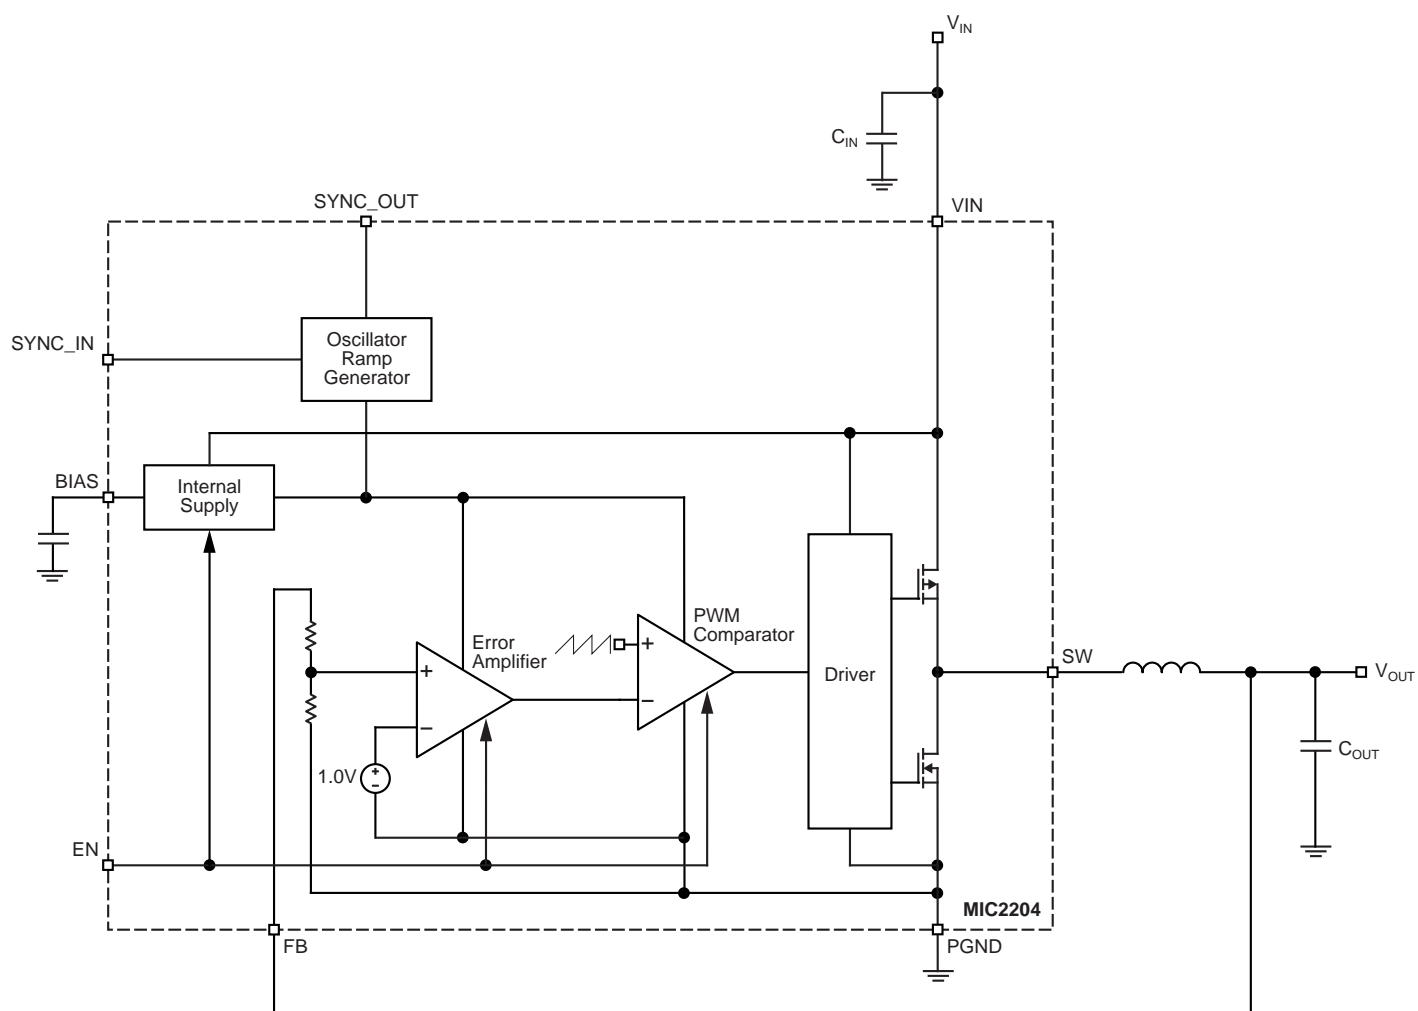 V_IN
C_IN
SYNC_OUT
VIN
SYNC_IN
Oscillator
Ramp
Generator
BIAS
Internal
Supply
PWM
Comparator
Error
Amplifier
+
+
SW
Driver
V_OUT
−
−
1.0V
+
−
C_OUT
EN
MIC2204
FB
PGND